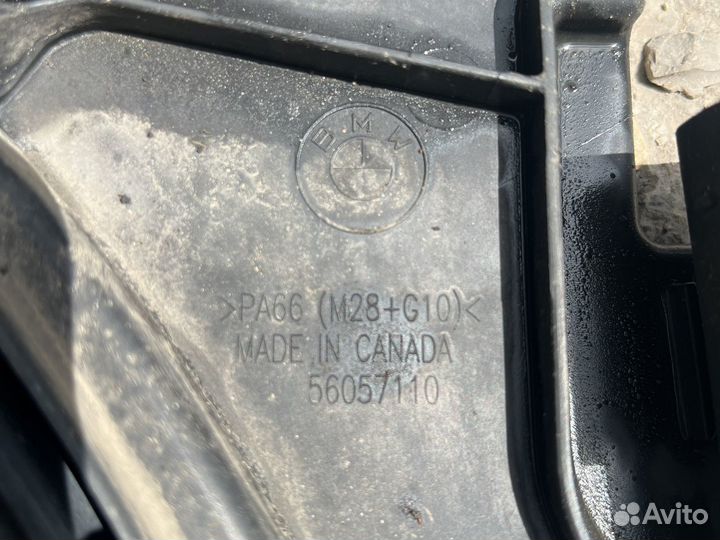 BMW
>PA66 (M28+G10)<
MADE IN CANADA
56057110
Avito